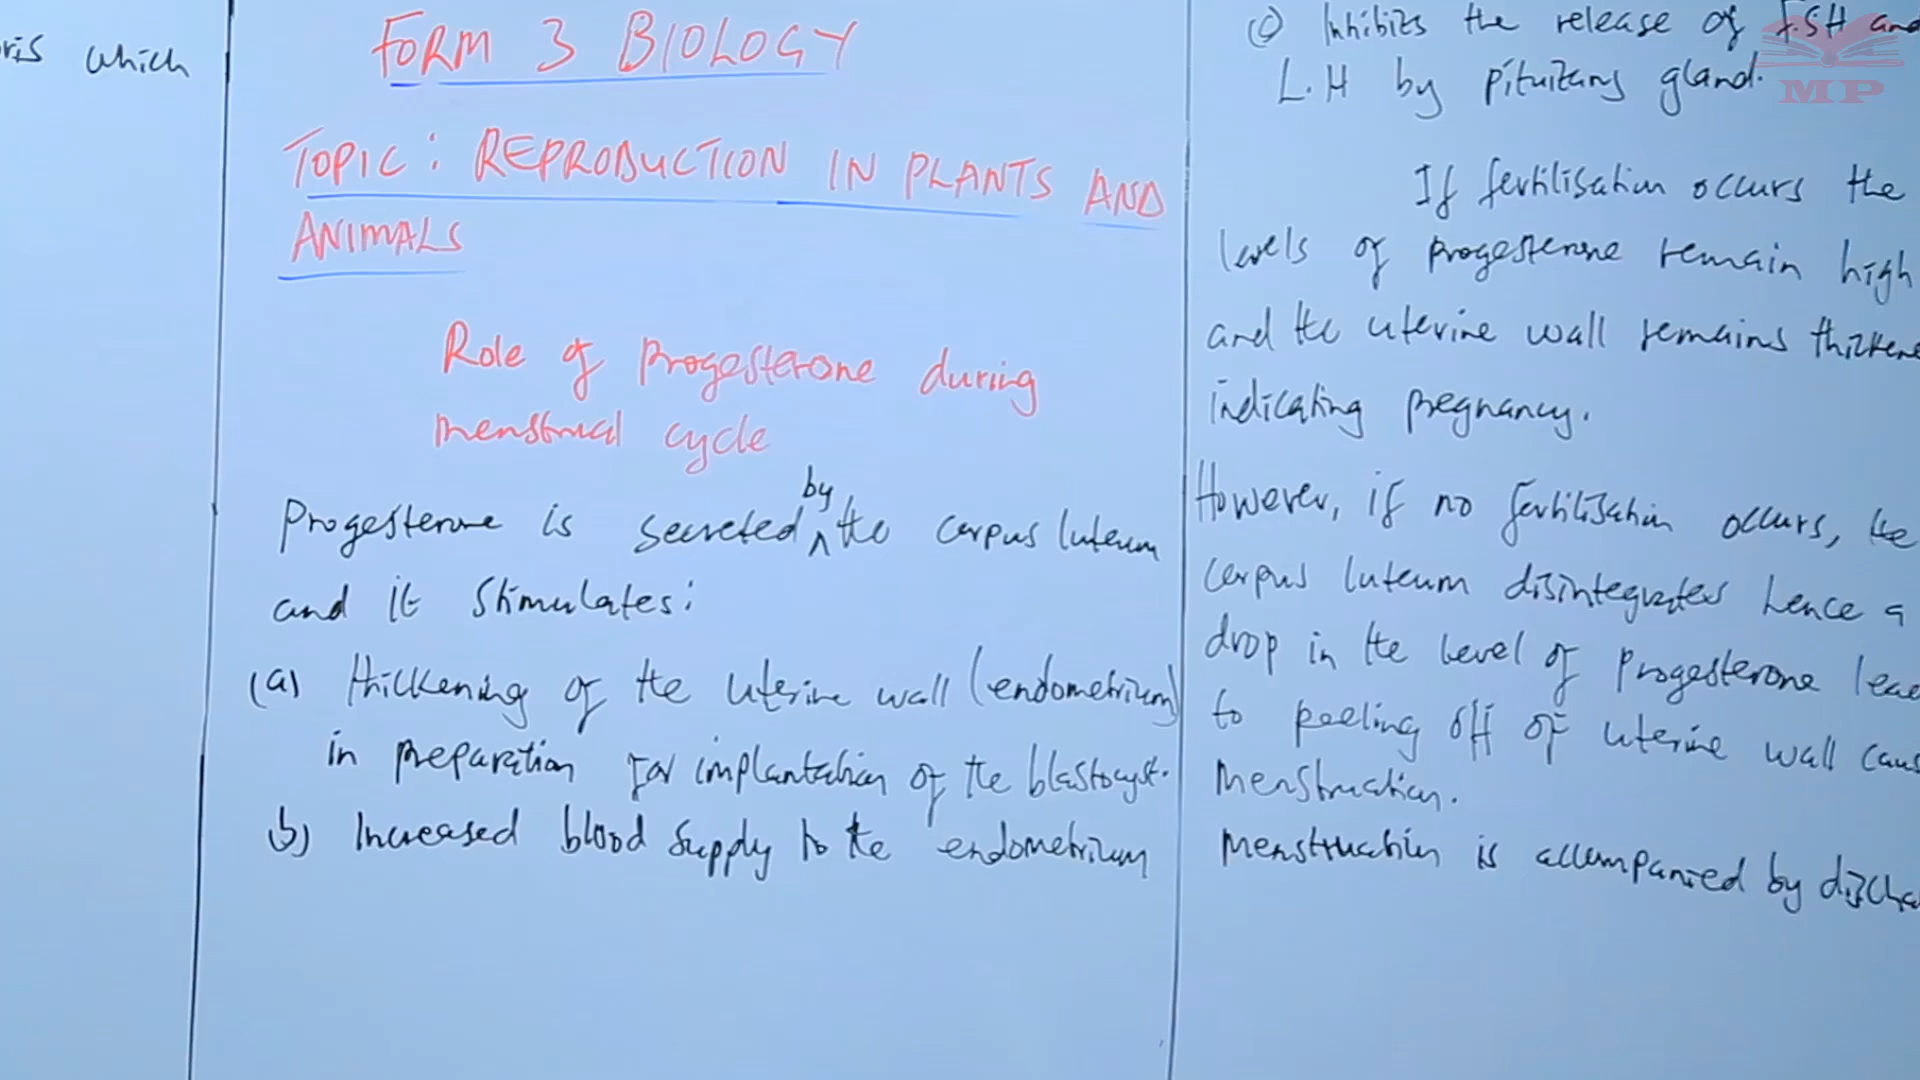 ris which
FORM 3 BIOLOGY
TOPIC: REPRODUCTION IN PLANTS AND
ANIMALS
Role of progesterone during
menstrual cycle
Progesterone is secreted by the corpus luteum
and it stimulates:
(a) thickening of the uterine wall (endometrium)
in preparation for implantation of the blastocyst.
b) Increased blood supply to the endometrium
(c) Inhibits the release of F.S.H and
L.H by pituitary gland.
If fertilisation occurs the
levels of progesterone remain high
and the uterine wall remains thickene
indicating pregnancy.
However, if no fertilisation occurs, the
corpus luteum disintegrates hence a
drop in the level of progesterone lead
to peeling off of uterine wall caus
menstruation.
menstruation is accompanied by discha
MP